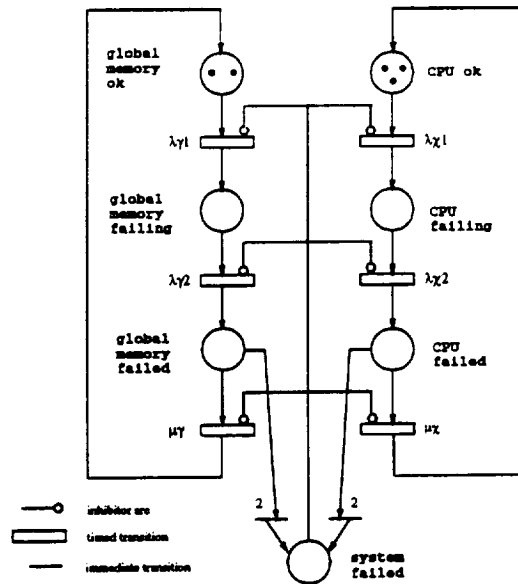 global
memory
ok
CPU ok
λγ1
λχ1
global
memory
failing
CPU
failing
λγ2
λχ2
global
memory
failed
CPU
failed
μγ
μχ
2
2
inhibitor arc
timed transition
immediate transition
system
failed